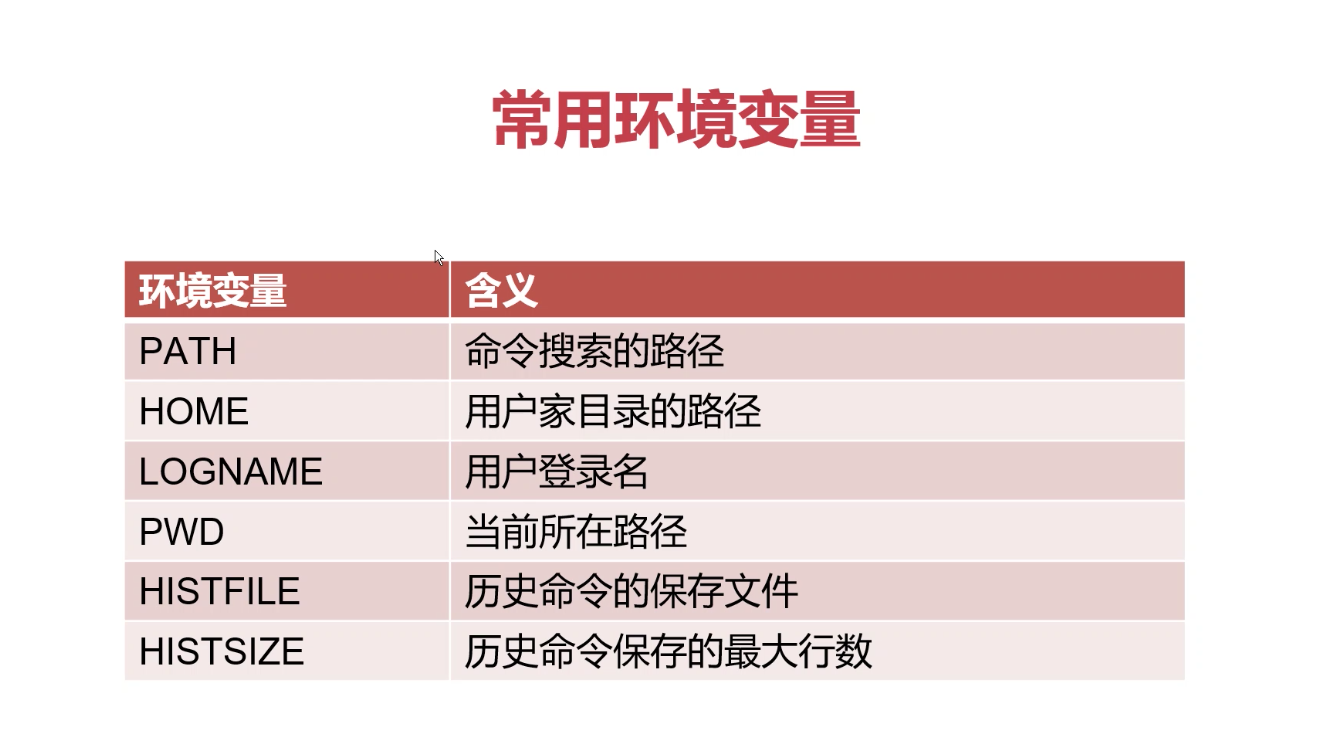 常用环境变量
环境变量 含义
PATH 命令搜索的路径
HOME 用户家目录的路径
LOGNAME 用户登录名
PWD 当前所在路径
HISTFILE 历史命令的保存文件
HISTSIZE 历史命令保存的最大行数